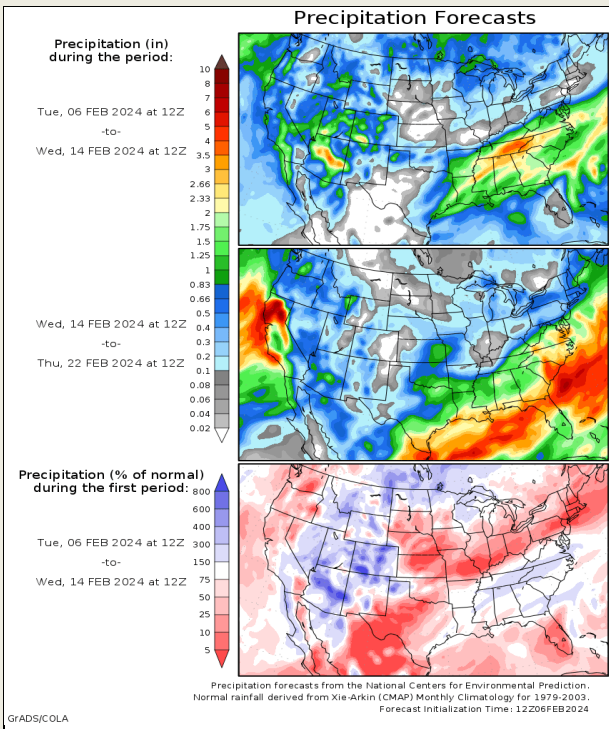 Precipitation Forecasts
Precipitation (in)
during the period:
Tue, 06 FEB 2024 at 12Z
-to-
Wed, 14 FEB 2024 at 12Z
10
8
7
6
5
4
3.5
3
2.66
2.33
2
1.75
1.5
1.25
1
0.83
0.66
0.5
0.4
0.3
0.2
0.1
0.08
0.06
0.04
0.02
Wed, 14 FEB 2024 at 12Z
-to-
Thu, 22 FEB 2024 at 12Z
Precipitation (% of normal)
during the first period:
Tue, 06 FEB 2024 at 12Z
-to-
Wed, 14 FEB 2024 at 12Z
800
600
400
300
150
75
50
25
10
5
Precipitation forecasts from the National Centers for Environmental Prediction.
Normal rainfall derived from Xie-Arkin (CMAP) Monthly Climatology for 1979-2003.
Forecast Initialization Time: 12Z06FEB2024
GrADS/COLA